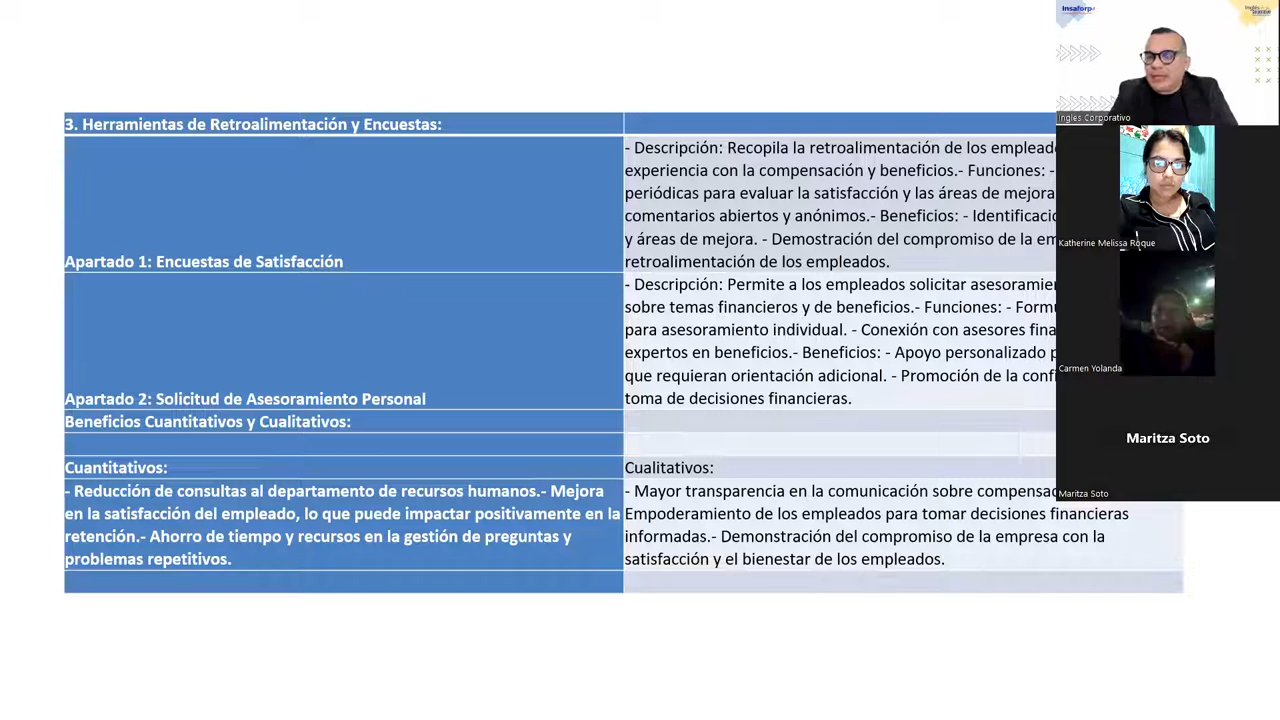 3. Herramientas de Retroalimentación y Encuestas:
- Descripción: Recopila la retroalimentación de los
experiencia con la compensación y beneficios.- Funciones: -
periódicas para evaluar la satisfacción y las áreas de mejora
comentarios abiertos y anónimos.- Beneficios: -
y áreas de mejora. - Demostración del compromiso de la
retroalimentación de los empleados.
Apartado 1: Encuestas de Satisfacción
- Descripción: Permite a los empleados solicitar
sobre temas financieros y de beneficios.- Funciones: -
para asesoramiento individual. - Conexión con asesores
expertos en beneficios.- Beneficios: - Apoyo personalizado
que requieran orientación adicional. - Promoción de la
toma de decisiones financieras.
Apartado 2: Solicitud de Asesoramiento Personal
Beneficios Cuantitativos y Cualitativos:
Cuantitativos:
Cualitativos:
- Reducción de consultas al departamento de recursos humanos.- Mejora
en la satisfacción del empleado, lo que puede impactar positivamente en la
retención.- Ahorro de tiempo y recursos en la gestión de preguntas y
problemas repetitivos.
- Mayor transparencia en la comunicación sobre
Empoderamiento de los empleados para tomar decisiones financieras
informadas.- Demostración del compromiso de la empresa con la
satisfacción y el bienestar de los empleados.
Insaforp
Ingles Corporativo
Katherine Melissa Roque
Carmen Yolanda
Maritza Soto
Maritza Soto